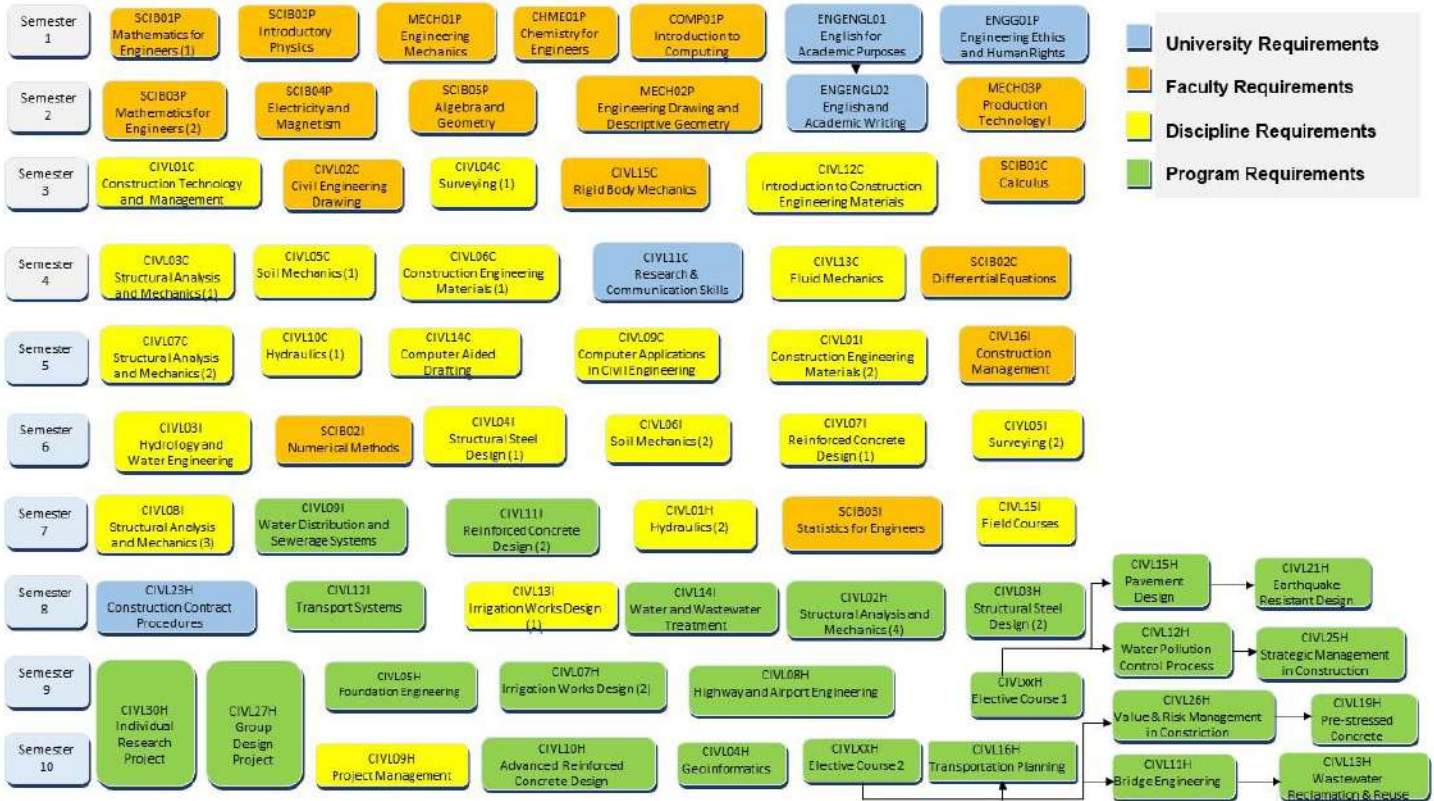 Semester
1
SCIB01P
Mathematics for
Engineers (1)
SCIB02P
Introductory
Physics
MECH01P
Engineering
Mechanics
CHME01P
Chemistry for
Engineers
COMP01P
Introduction to
Computing
ENGENGL01
English for
Academic Purposes
ENGG01P
Engineering Ethics
and Human Rights
University Requirements
Faculty Requirements
Discipline Requirements
Program Requirements
Semester
2
SCIB03P
Mathematics for
Engineers (2)
SCIB04P
Electricity and
Magnetism
SCIB05P
Algebra and
Geometry
MECH02P
Engineering Drawing and
Descriptive Geometry
ENGENGL02
English and
Academic Writing
MECH03P
Production
Technology I
Semester
3
CIVL01C
Construction Technology
and Management
CIVL02C
Civil Engineering
Drawing
CIVL04C
Surveying (1)
CIVL15C
Rigid Body Mechanics
CIVL12C
Introduction to Construction
Engineering Materials
SCIB01C
Calculus
Semester
4
CIVL03C
Structural Analysis
and Mechanics (1)
CIVL05C
Soil Mechanics (1)
CIVL06C
Construction Engineering
Materials (1)
CIVL11C
Research &
Communication Skills
CIVL13C
Fluid Mechanics
SCIB02C
Differential Equations
Semester
5
CIVL07C
Structural Analysis
and Mechanics (2)
CIVL10C
Hydraulics (1)
CIVL14C
Computer Aided
Drafting
CIVL09C
Computer Applications
in Civil Engineering
CIVL01I
Construction Engineering
Materials (2)
CIVL16I
Construction
Management
Semester
6
CIVL03I
Hydrology and
Water Engineering
SCIB02I
Numerical Methods
CIVL04I
Structural Steel
Design (1)
CIVL06I
Soil Mechanics (2)
CIVL07I
Reinforced Concrete
Design (1)
CIVL05I
Surveying (2)
Semester
7
CIVL08I
Structural Analysis
and Mechanics (3)
CIVL09I
Water Distribution and
Sewerage Systems
CIVL11I
Reinforced Concrete
Design (2)
CIVL01H
Hydraulics (2)
SCIB03I
Statistics for Engineers
CIVL15I
Field Courses
Semester
8
CIVL23H
Construction Contract
Procedures
CIVL12I
Transport Systems
CIVL13I
Irrigation Works Design
(1)
CIVL14I
Water and Wastewater
Treatment
CIVL02H
Structural Analysis and
Mechanics (4)
CIVL03H
Structural Steel
Design (2)
CIVL15H
Pavement
Design
CIVL21H
Earthquake
Resistant Design
CIVL12H
Water Pollution
Control Process
CIVL25H
Strategic Management
in Construction
Semester
9
CIVL30H
Individual
Research
Project
CIVL27H
Group
Design
Project
CIVL05H
Foundation Engineering
CIVL07H
Irrigation Works Design (2)
CIVL08H
Highway and Airport Engineering
CIVLxxH
Elective Course 1
CIVL26H
Value & Risk Management
in Constriction
CIVL19H
Pre-stressed
Concrete
Semester
10
CIVL09H
Project Management
CIVL10H
Advanced Reinforced
Concrete Design
CIVL04H
Geoinformatics
CIVLXXH
Elective Course 2
CIVL16H
Transportation Planning
CIVL11H
Bridge Engineering
CIVL13H
Wastewater
Reclamation & Reuse